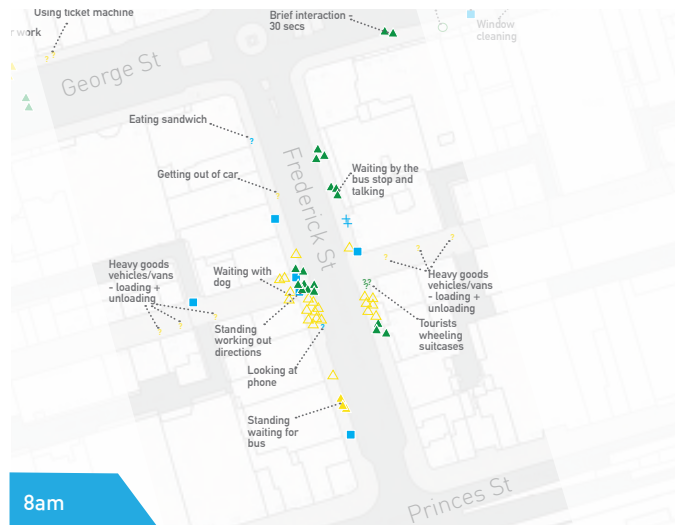 Using ticket machine
r work
George St
Brief interaction –
30 secs
Window
cleaning
Eating sandwich
?
Frederick St
Getting out of car
?
Waiting by the
bus stop and
talking
Heavy goods
vehicles/vans
- loading +
unloading
? ? ?
Waiting with
dog
? ? ?
Heavy goods
vehicles/vans
- loading +
unloading
??
?
Standing
working out
directions
Tourists
wheeling
suitcases
?
Looking at
phone
Standing
waiting for
bus
Princes St
8am